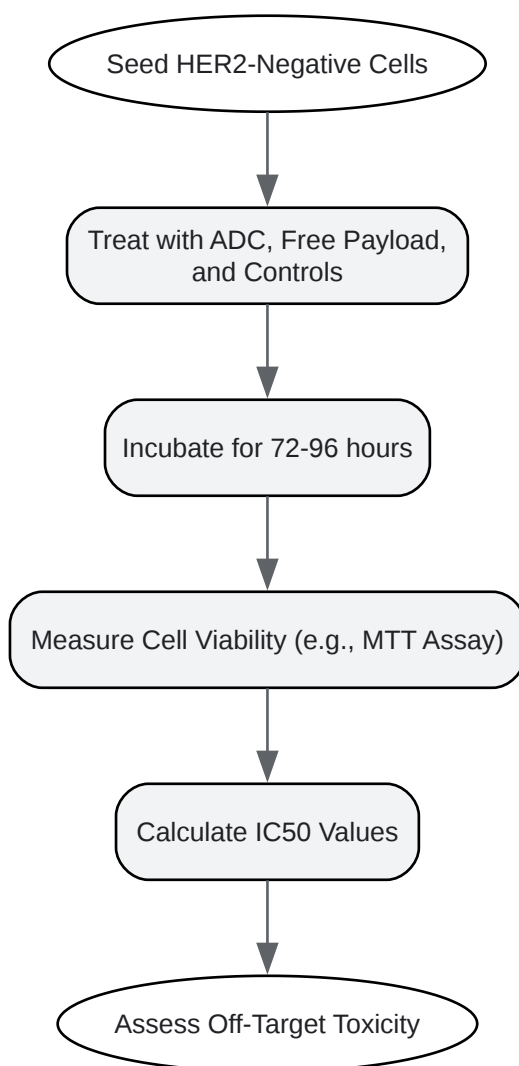 Seed HER2-Negative Cells
Treat with ADC, Free Payload,
and Controls
Incubate for 72-96 hours
Measure Cell Viability (e.g., MTT Assay)
Calculate IC50 Values
Assess Off-Target Toxicity